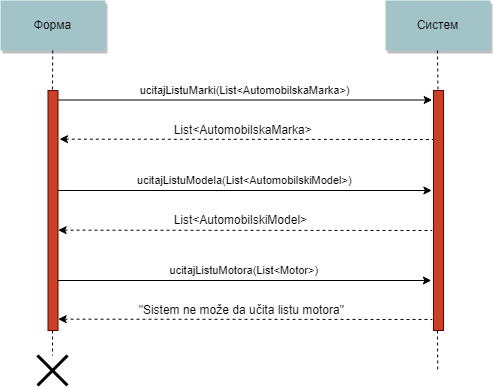 Форма
Систем
ucitajListuMarki(List<AutomobilskaMarka>)
List<AutomobilskaMarka>
ucitajListuModela(List<AutomobilskiModel>)
List<AutomobilskiModel>
ucitajListuMotora(List<Motor>)
"Sistem ne može da učita listu motora"